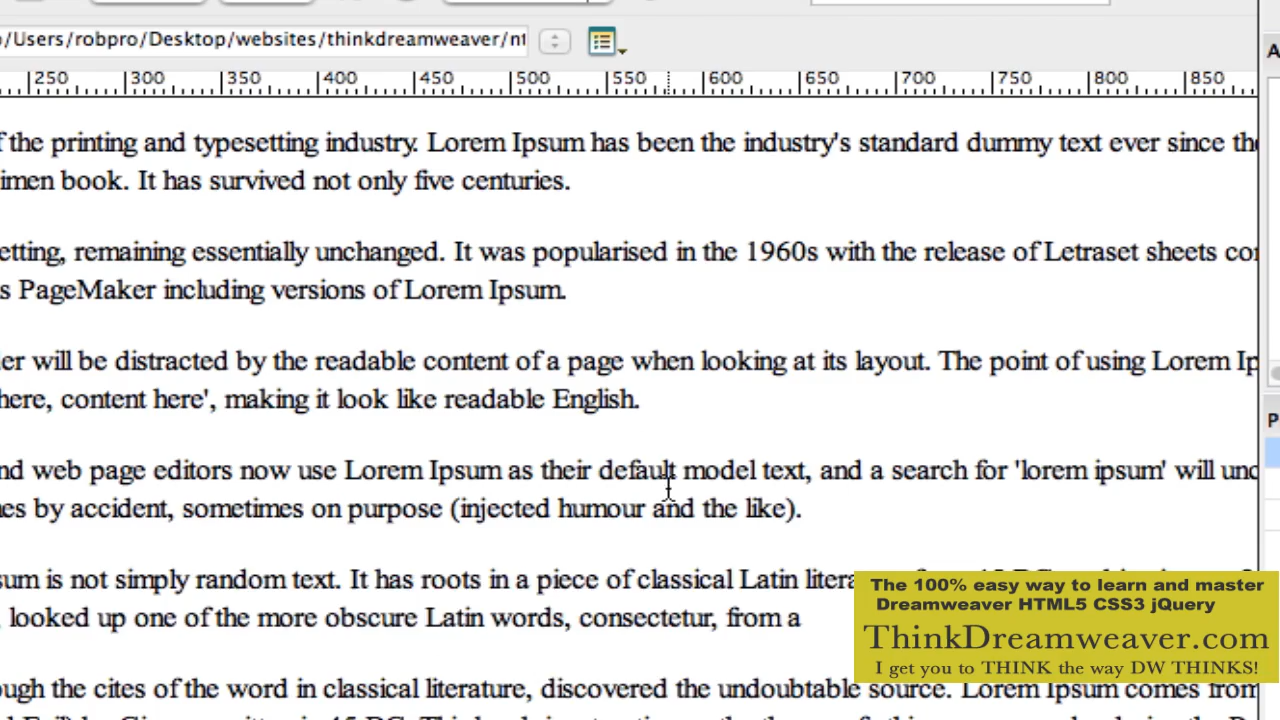 /Users/robpro/Desktop/websites/thinkdreamweaver/
250 300 350 400 450 500 550 600 650 700 750 800 850
f the printing and typesetting industry. Lorem Ipsum has been the industry's standard dummy text ever since the
imen book. It has survived not only five centuries.
etting, remaining essentially unchanged. It was popularised in the 1960s with the release of Letraset sheets
s PageMaker including versions of Lorem Ipsum.
er will be distracted by the readable content of a page when looking at its layout. The point of using Lorem Ip
here, content here', making it look like readable English.
nd web page editors now use Lorem Ipsum as their default model text, and a search for 'lorem ipsum' will unc
es by accident, sometimes on purpose (injected humour and the like).
sum is not simply random text. It has roots in a piece of classical Latin litera
, looked up one of the more obscure Latin words, consectetur, from a
ugh the cites of the word in classical literature, discovered the undoubtable source. Lorem Ipsum comes from
The 100% easy way to learn and master
Dreamweaver HTML5 CSS3 jQuery
ThinkDreamweaver.com
I get you to THINK the way DW THINKS!